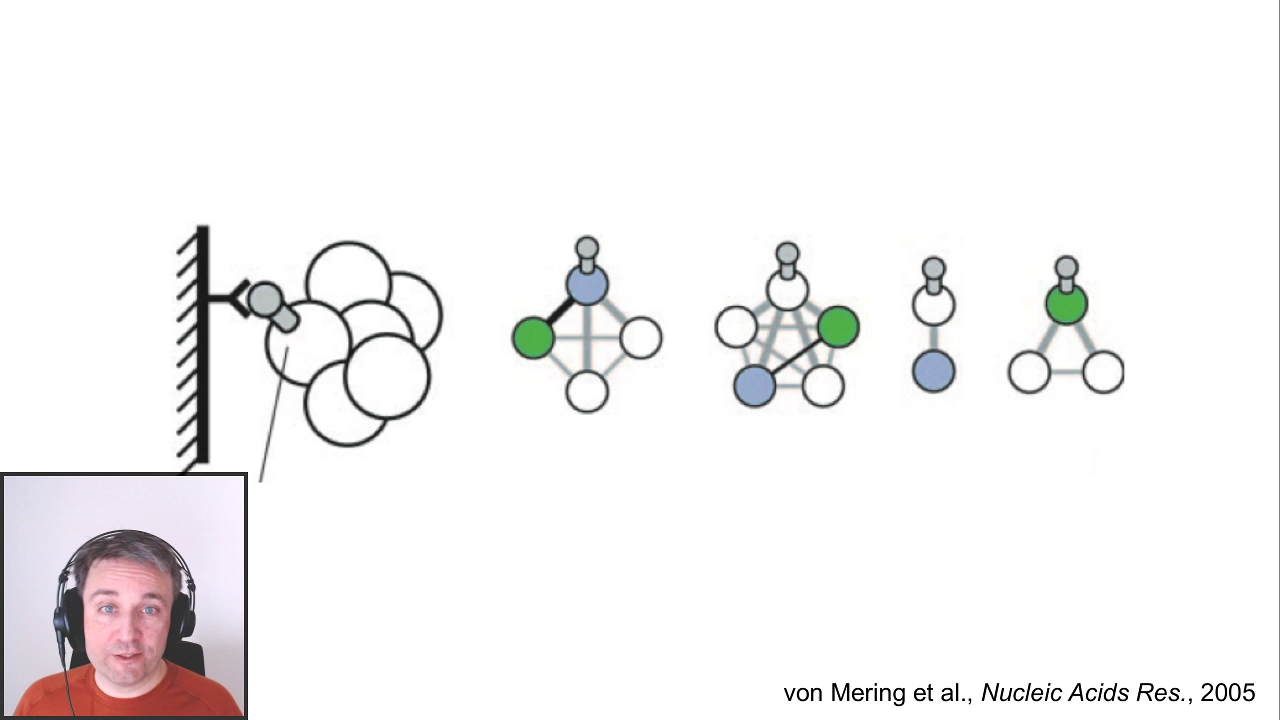 von Mering et al., Nucleic Acids Res., 2005